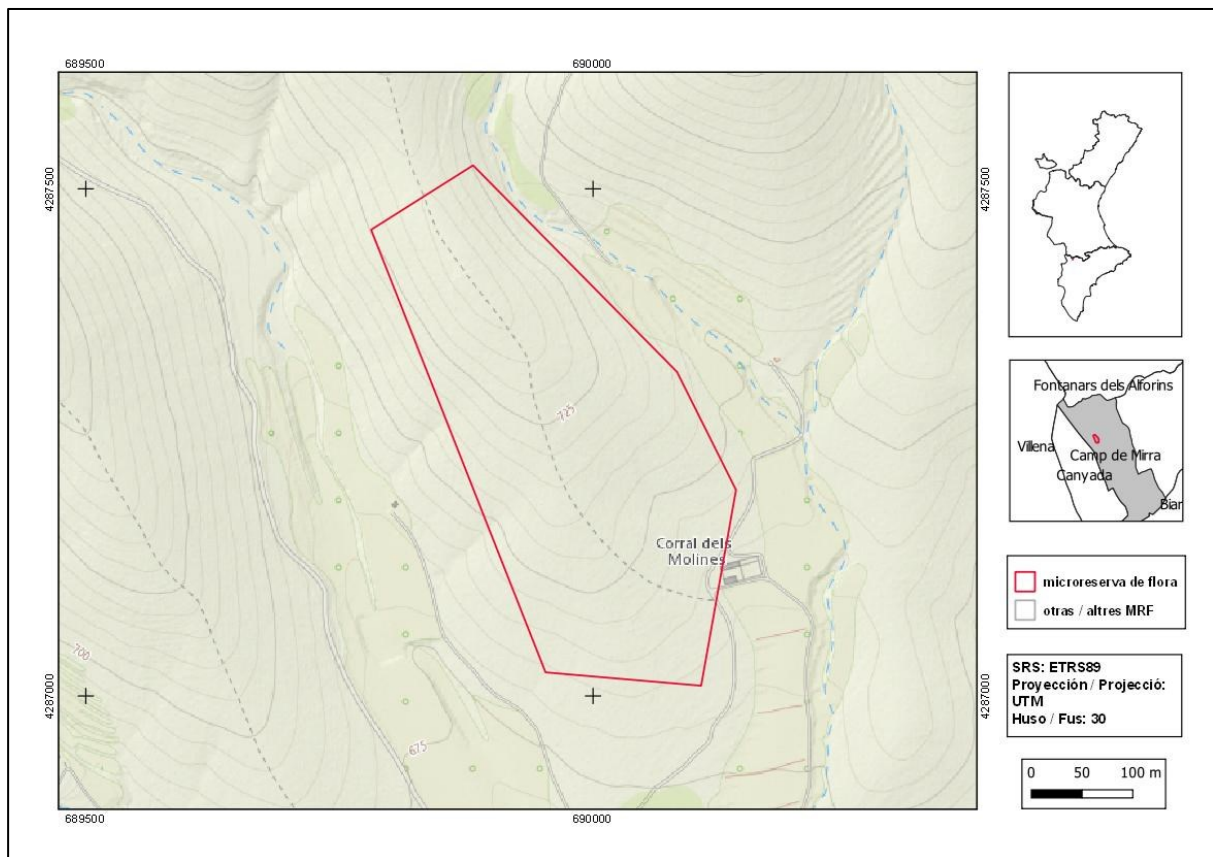 689500
690000
4287500
4287500
725
Corral dels
Molines
700
675
4287000
4287000
689500
690000
Fontanars dels Alforins
Villena
Camp de Mirra
Canyada
Biar
microreserva de flora
otras / altres MRF
SRS: ETRS89
Proyección / Projecció:
UTM
Huso / Fus: 30
0 50 100 m